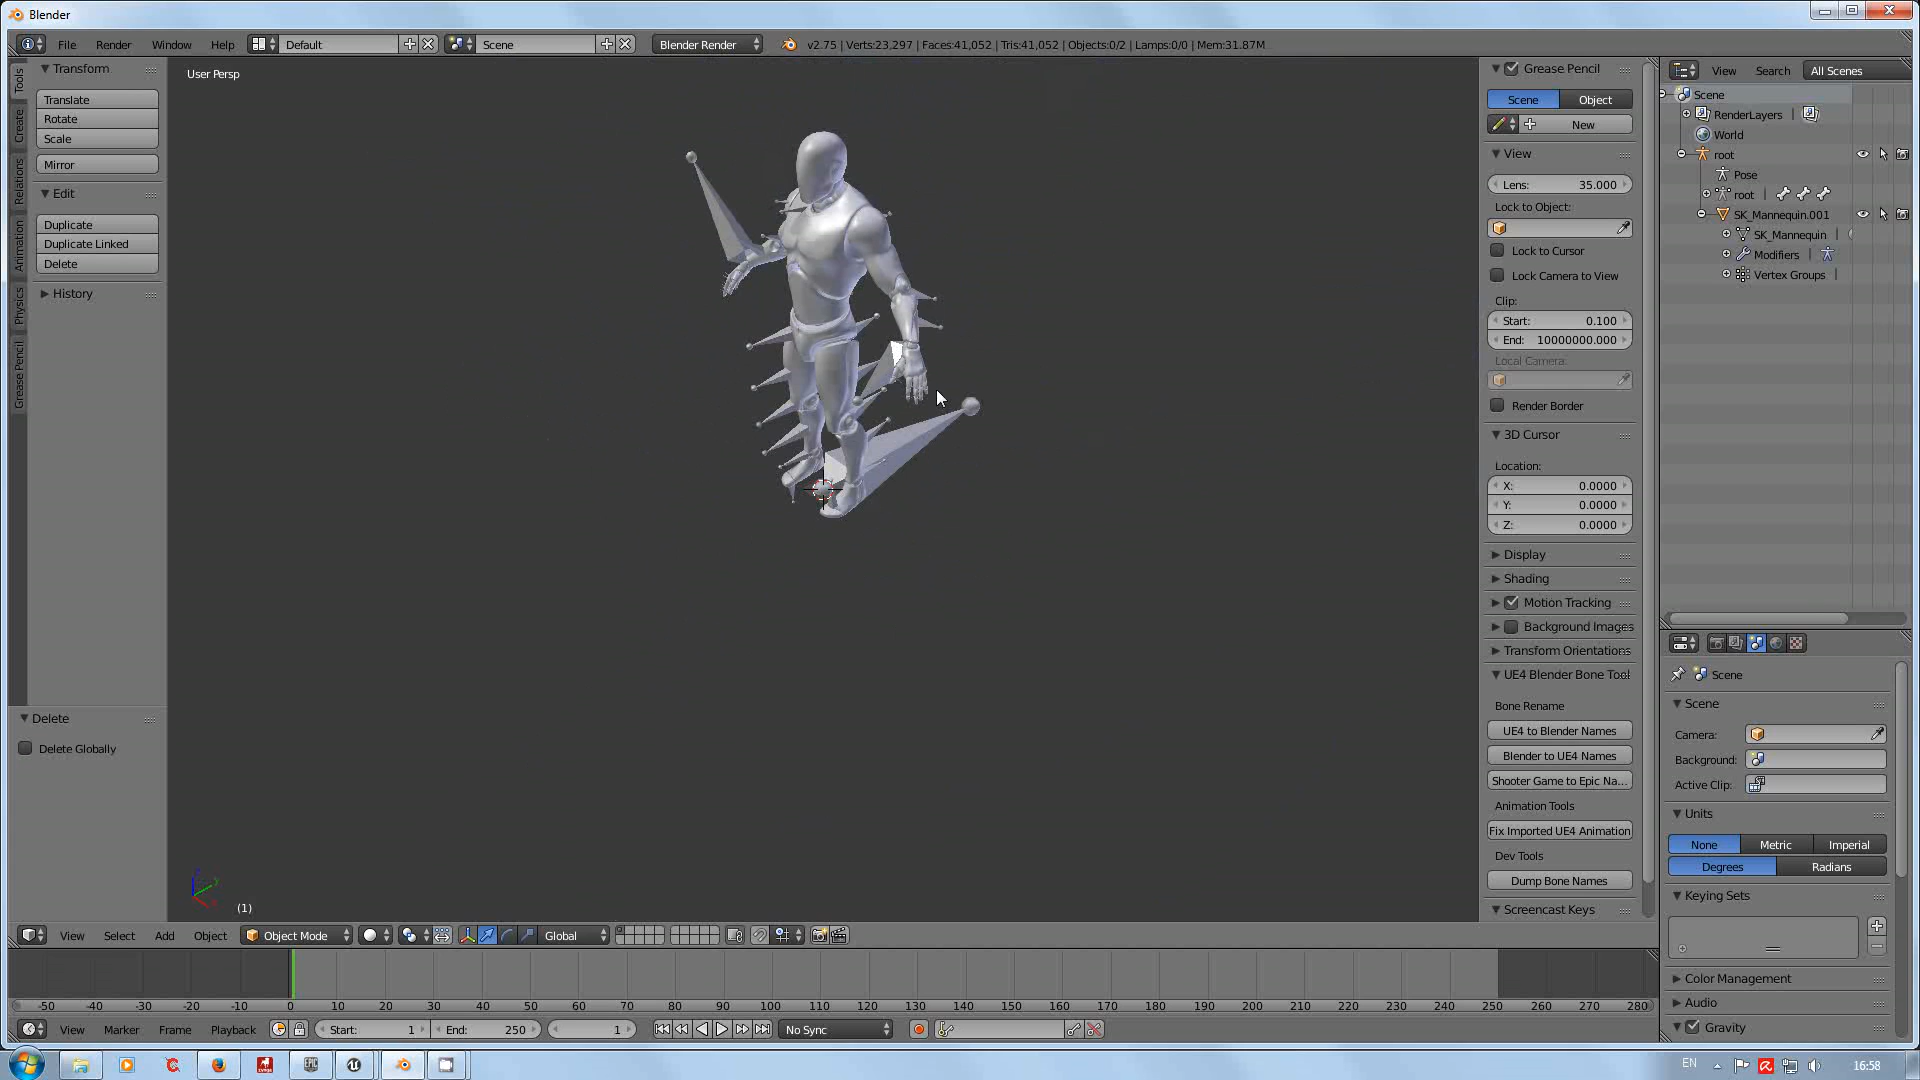 Blender
File Render Window Help Default Scene Blender Render v2.75 | Verts:23,297 | Faces:41,052 | Tris:41,052 | Objects:0/2 | Lamps:0/0 | Mem:31.87M
Tools
Create
Relations
Animation
Physics
Grease Pencil
Transform
Translate
Rotate
Scale
Mirror
Edit
Duplicate
Duplicate Linked
Delete
History
Delete
Delete Globally
User Persp
(1)
Grease Pencil
Scene Object
New
View
Lens: 35.000
Lock to Object:
Lock to Cursor
Lock Camera to View
Clip:
Start: 0.100
End: 10000000.000
Local Camera:
Render Border
3D Cursor
Location:
X: 0.0000
Y: 0.0000
Z: 0.0000
Display
Shading
Motion Tracking
Background Images
Transform Orientations
UE4 Blender Bone Tool
Bone Rename
UE4 to Blender Names
Blender to UE4 Names
Shooter Game to Epic Na...
Animation Tools
Fix Imported UE4 Animation
Dev Tools
Dump Bone Names
Screencast Keys
View Search All Scenes
Scene
RenderLayers
World
root
Pose
root
SK_Mannequin.001
SK_Mannequin
Modifiers
Vertex Groups
Scene
Scene
Camera:
Background:
Active Clip:
Units
None Metric Imperial
Degrees Radians
Keying Sets
Color Management
Audio
Gravity
View Select Add Object Object Mode Global
-50 -40 -30 -20 -10 0 10 20 30 40 50 60 70 80 90 100 110 120 130 140 150 160 170 180 190 200 210 220 230 240 250 260 270 280
View Marker Frame Playback Start: 1 End: 250 1 No Sync
EN 16:58